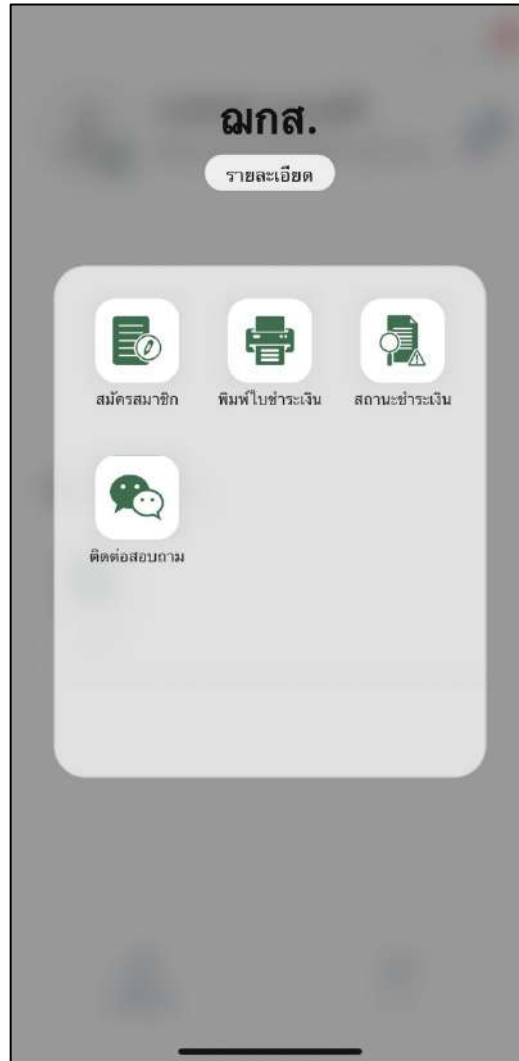 ฌกส.
รายละเอียด
สมัครสมาชิก
พิมพ์ใบชำระเงิน
สถานะชำระเงิน
ติดต่อสอบถาม